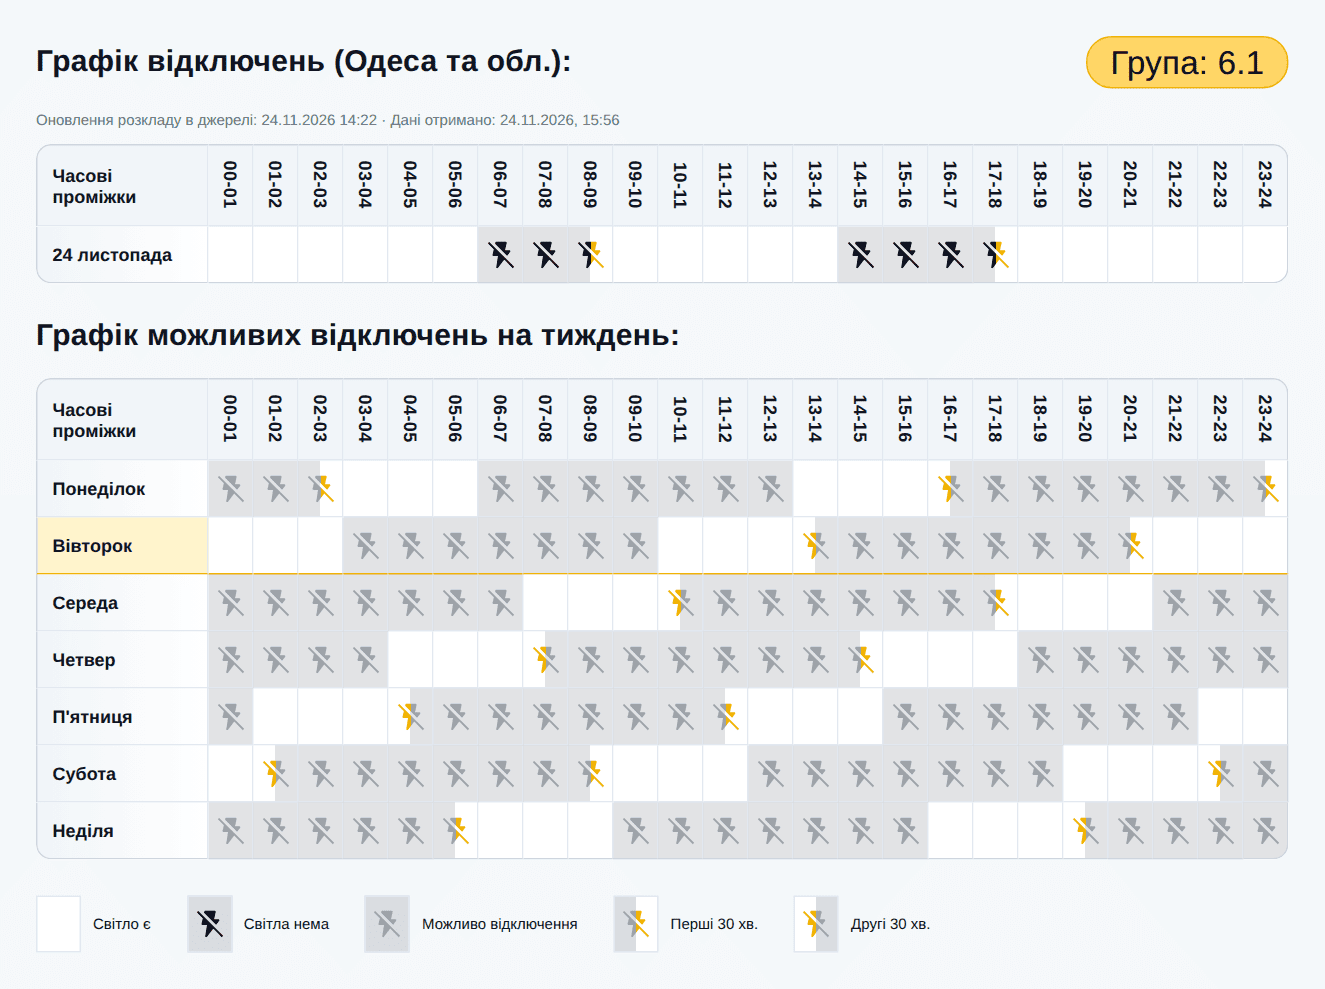 Графік відключень (Одеса та обл.):
Група: 6.1
Оновлення розкладу в джерелі: 24.11.2026 14:22 · Дані отримано: 24.11.2026, 15:56
Часові
проміжки
00-01 01-02 02-03 03-04 04-05 05-06 06-07 07-08 08-09 09-10 10-11 11-12 12-13 13-14 14-15 15-16 16-17 17-18 18-19 19-20 20-21 21-22 22-23 23-24
24 листопада
Графік можливих відключень на тиждень:
Часові
проміжки
00-01 01-02 02-03 03-04 04-05 05-06 06-07 07-08 08-09 09-10 10-11 11-12 12-13 13-14 14-15 15-16 16-17 17-18 18-19 19-20 20-21 21-22 22-23 23-24
Понеділок
Вівторок
Середа
Четвер
П'ятниця
Субота
Неділя
Світло є
Світла нема
Можливо відключення
Перші 30 хв.
Другі 30 хв.